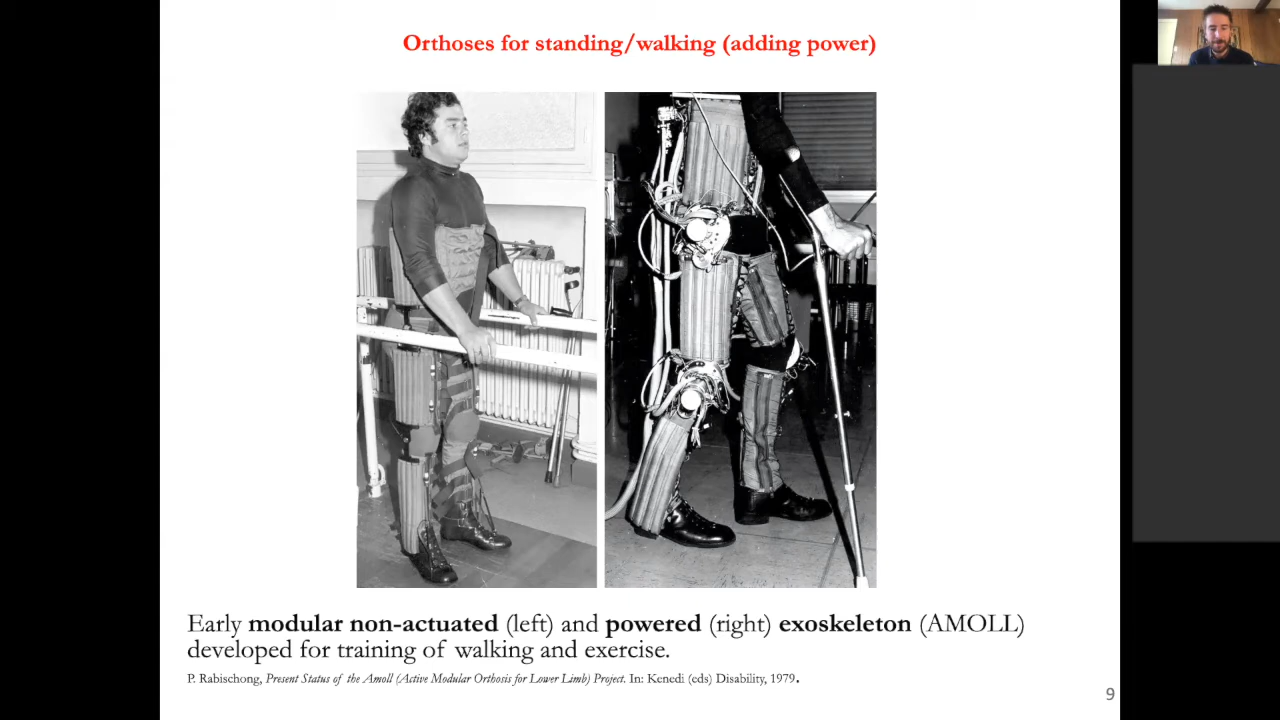 Orthoses for standing/walking (adding power)
Early modular non-actuated (left) and powered (right) exoskeleton (AMOLL)
developed for training of walking and exercise.
P. Rabischong, Present Status of the Amoll (Active Modular Orthosis for Lower Limb) Project. In: Kenedi (eds) Disability, 1979.
9